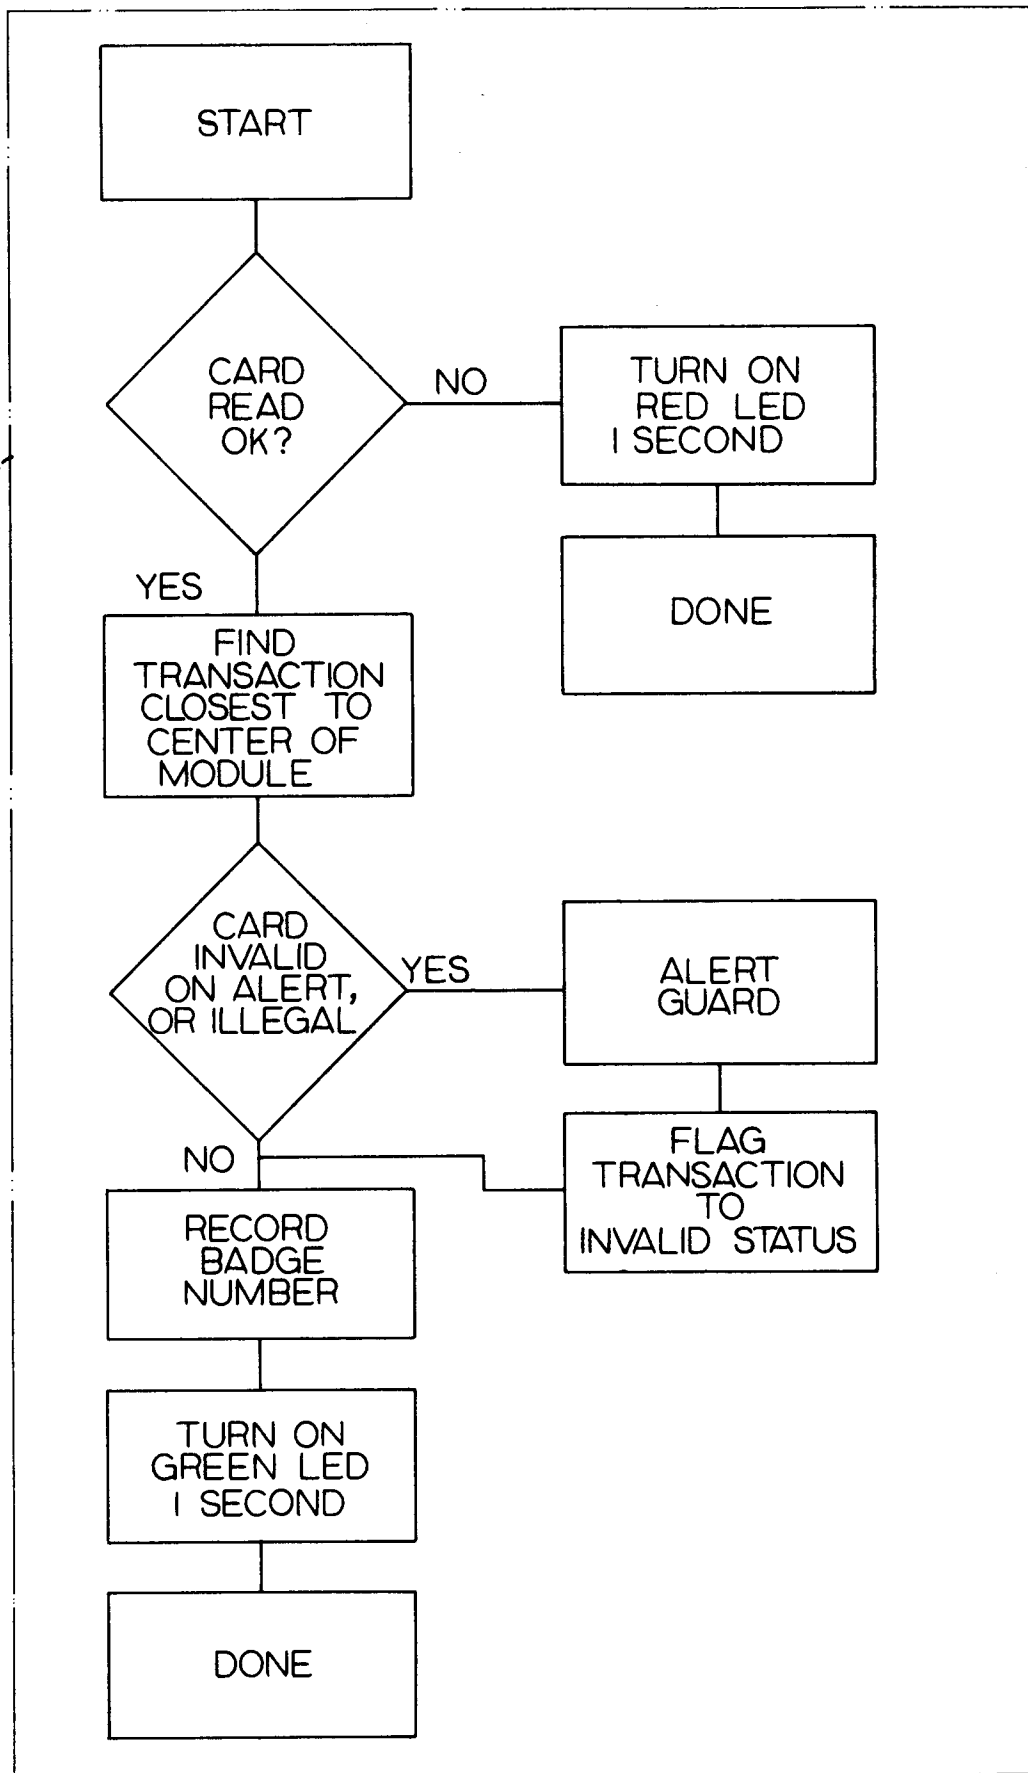 START
CARD
READ
OK?
NO
TURN ON
RED LED
1 SECOND
DONE
YES
FIND
TRANSACTION
CLOSEST TO
CENTER OF
MODULE
CARD
INVALID
ON ALERT,
OR ILLEGAL
YES
ALERT
GUARD
FLAG
TRANSACTION
TO
INVALID STATUS
NO
RECORD
BADGE
NUMBER
TURN ON
GREEN LED
1 SECOND
DONE